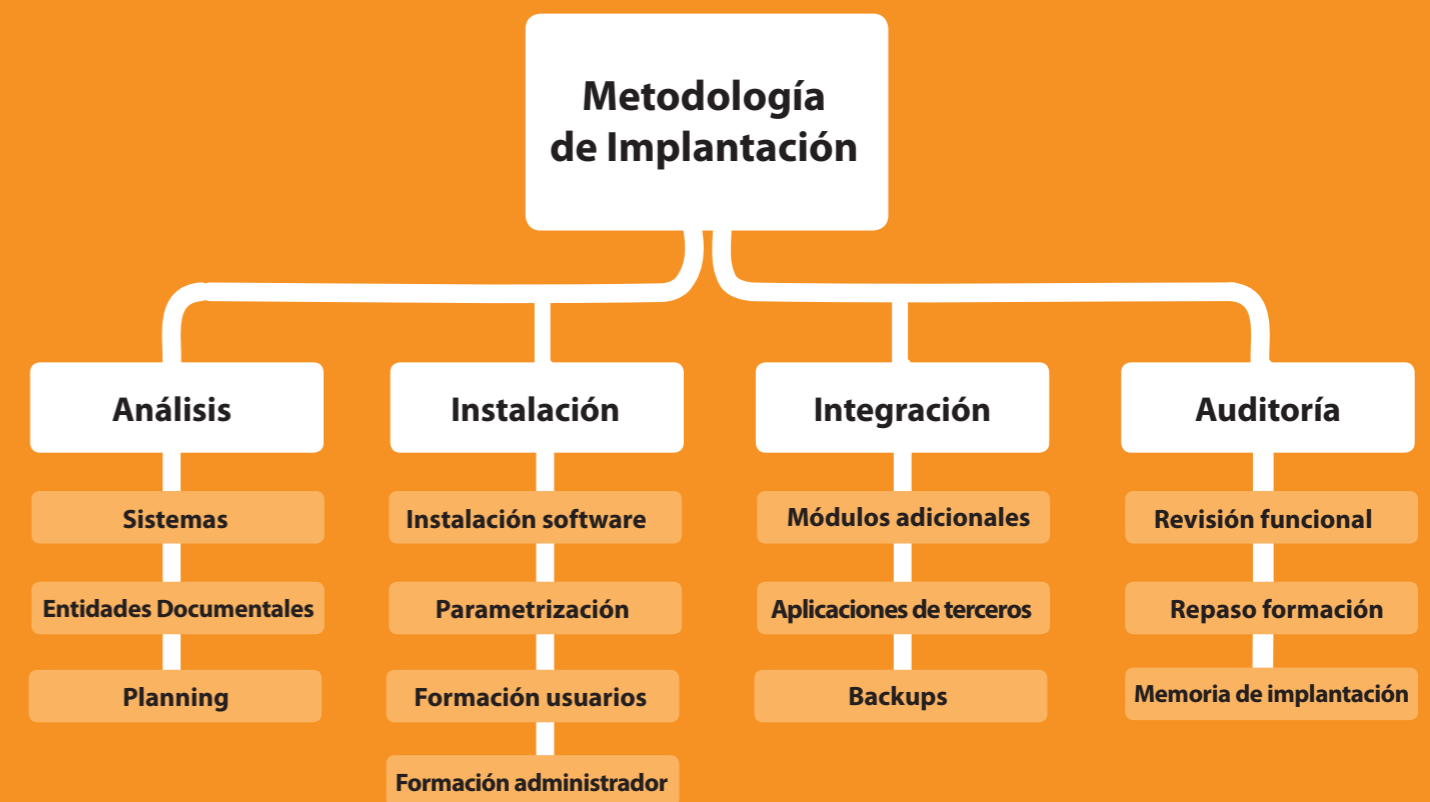 Metodología
de Implantación
Análisis
Sistemas
Entidades Documentales
Planning
Instalación
Instalación software
Parametrización
Formación usuarios
Formación administrador
Integración
Módulos adicionales
Aplicaciones de terceros
Backups
Auditoría
Revisión funcional
Repaso formación
Memoria de implantación